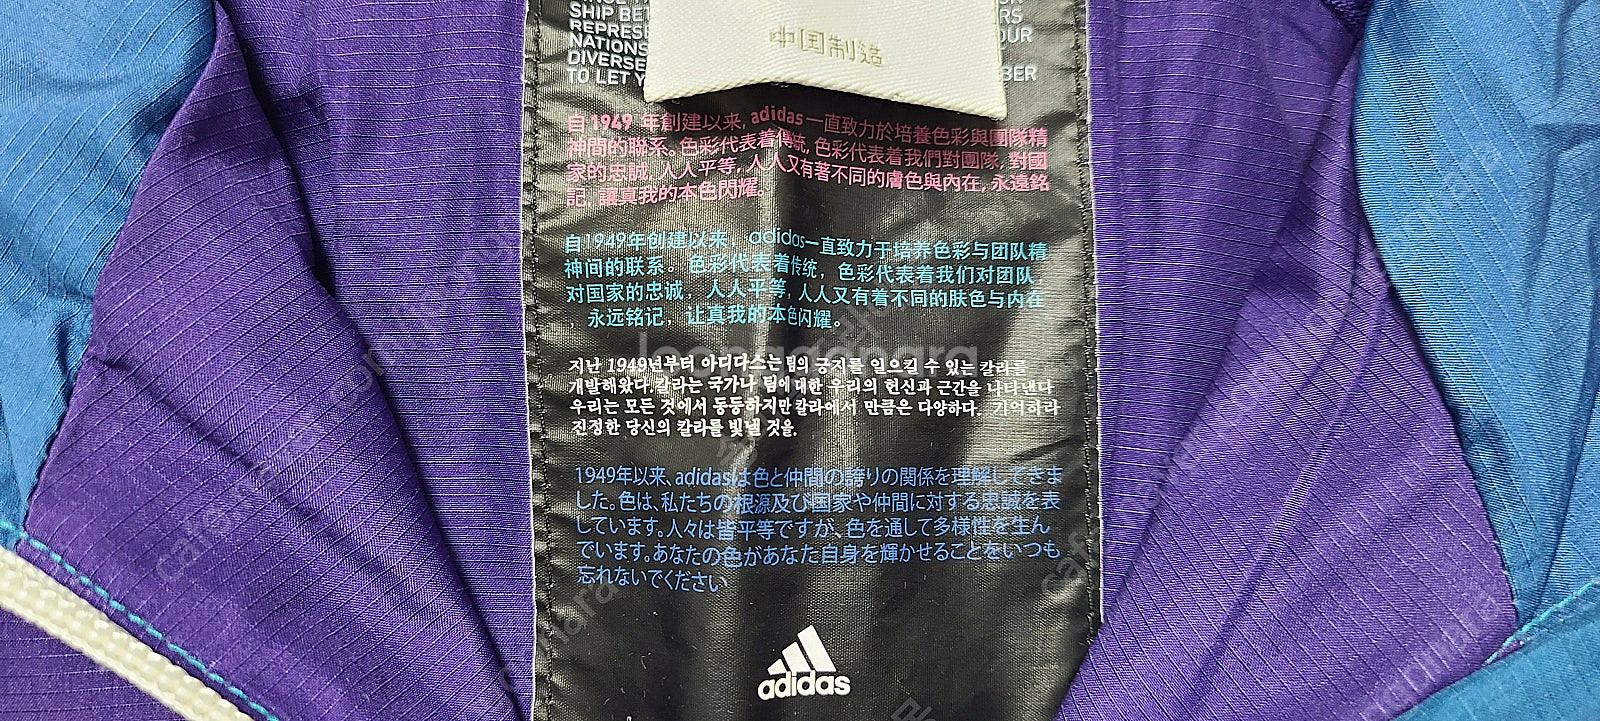 SHIP BE
REPRES
NATIONS
DIVERSE
TO LET Y
RS
OUR
BER
中国制造
自1949 年創建以来, adidas一直致力於培養色彩與團隊精
神間的聯系。色彩代表着傳統, 色彩代表着我們對團隊, 對國
家的忠誠, 人人平等, 人人又有著不同的膚色與內在, 永遠銘
記, 讓真我的本色閃耀。
自1949年创建以来 adidas一直致力于培养色彩与团队精
神间的联系。色彩代表着传统，色彩代表着我们对团队
对国家的忠诚，人人平等, 人人又有着不同的肤色与内在
永远铭记，让真我的本色闪耀。
지난 1949년부터 아디다스는 팀의 긍지를 일으킬 수 있는 칼라를
개발해왔다. 칼라는 국가나 팀에 대한 우리의 헌신과 근간을 나타낸다
우리는 모든 것에서 동등하지만 칼라에서 만큼은 다양하다. 기억하라
진정한 당신의 칼라를 빛낼 것을.
1949年以来、adidasは色と仲間の誇りの関係を理解してきま
した。色は、私たちの根源及び国家や仲間に対する忠誠を表
しています。人々は皆平等ですが、色を通して多様性を生ん
でいます。あなたの色があなた自身を輝かせることをいつも
忘れないでください
adidas